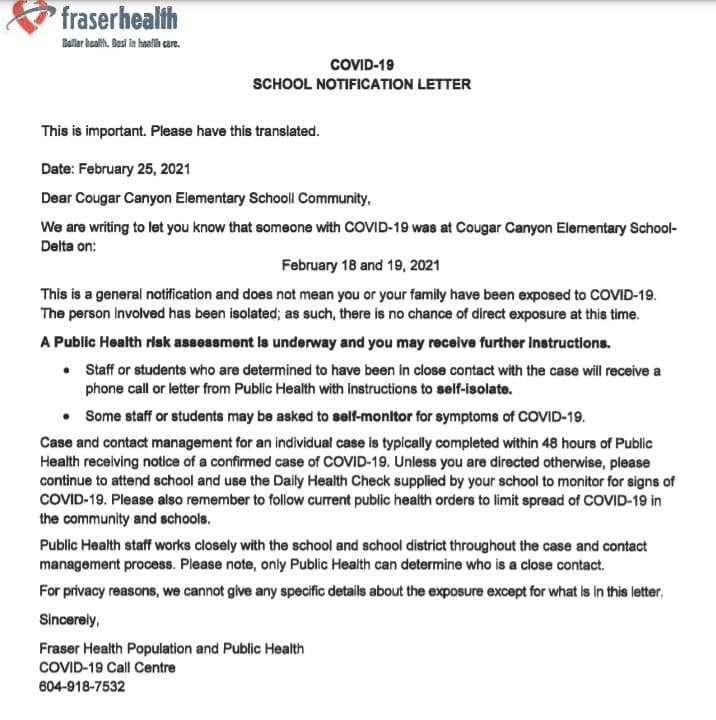 fraserhealth
Better health. Best in health care.
COVID-19
SCHOOL NOTIFICATION LETTER
This is important. Please have this translated.
Date: February 25, 2021
Dear Cougar Canyon Elementary Schooll Community,
We are writing to let you know that someone with COVID-19 was at Cougar Canyon Elementary School-
Delta on:
February 18 and 19, 2021
This is a general notification and does not mean you or your family have been exposed to COVID-19.
The person involved has been isolated; as such, there is no chance of direct exposure at this time.
A Public Health risk assessment is underway and you may receive further instructions.
• Staff or students who are determined to have been in close contact with the case will receive a
phone call or letter from Public Health with instructions to self-isolate.
• Some staff or students may be asked to self-monitor for symptoms of COVID-19.
Case and contact management for an individual case is typically completed within 48 hours of Public
Health receiving notice of a confirmed case of COVID-19. Unless you are directed otherwise, please
continue to attend school and use the Daily Health Check supplied by your school to monitor for signs of
COVID-19. Please also remember to follow current public health orders to limit spread of COVID-19 in
the community and schools.
Public Health staff works closely with the school and school district throughout the case and contact
management process. Please note, only Public Health can determine who is a close contact.
For privacy reasons, we cannot give any specific details about the exposure except for what is in this letter.
Sincerely,
Fraser Health Population and Public Health
COVID-19 Call Centre
604-918-7532